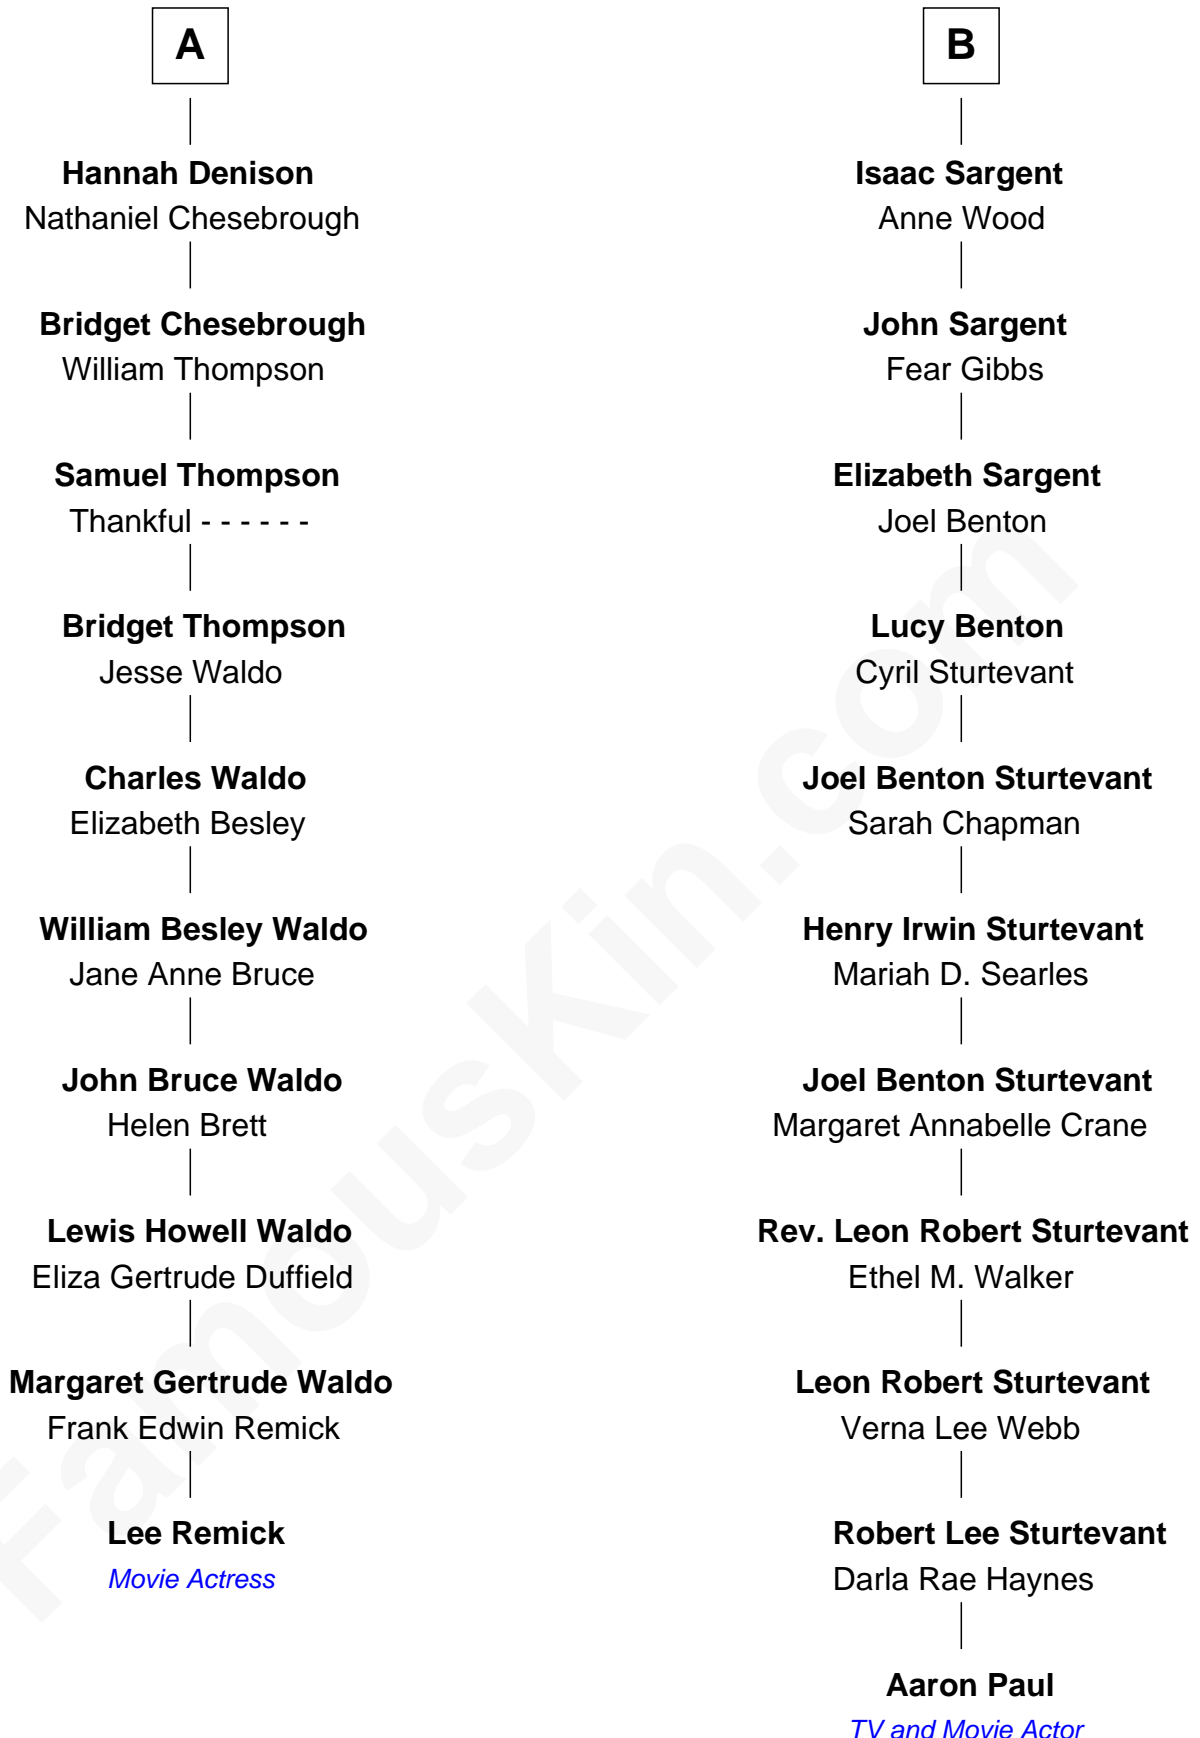 A
Hannah Denison
Nathaniel Chesebrough
Bridget Chesebrough
William Thompson
Samuel Thompson
Thankful - - - - - -
Bridget Thompson
Jesse Waldo
Charles Waldo
Elizabeth Besley
William Besley Waldo
Jane Anne Bruce
John Bruce Waldo
Helen Brett
Lewis Howell Waldo
Eliza Gertrude Duffield
Margaret Gertrude Waldo
Frank Edwin Remick
Lee Remick
Movie Actress
B
Isaac Sargent
Anne Wood
John Sargent
Fear Gibbs
Elizabeth Sargent
Joel Benton
Lucy Benton
Cyril Sturtevant
Joel Benton Sturtevant
Sarah Chapman
Henry Irwin Sturtevant
Mariah D. Searles
Joel Benton Sturtevant
Margaret Annabelle Crane
Rev. Leon Robert Sturtevant
Ethel M. Walker
Leon Robert Sturtevant
Verna Lee Webb
Robert Lee Sturtevant
Darla Rae Haynes
Aaron Paul
TV and Movie Actor
FamousKin.com